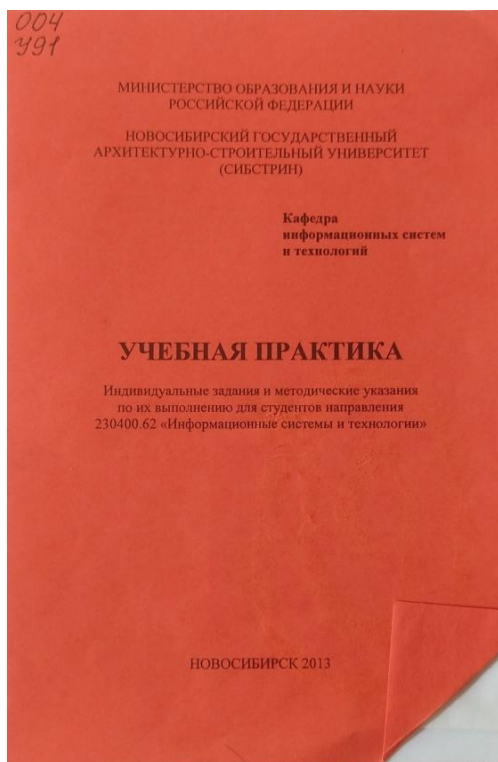 004
У91
МИНИСТЕРСТВО ОБРАЗОВАНИЯ И НАУКИ
РОССИЙСКОЙ ФЕДЕРАЦИИ
НОВОСИБИРСКИЙ ГОСУДАРСТВЕННЫЙ
АРХИТЕКТУРНО-СТРОИТЕЛЬНЫЙ УНИВЕРСИТЕТ
(СИБСТРИН)
Кафедра
информационных систем
и технологий
УЧЕБНАЯ ПРАКТИКА
Индивидуальные задания и методические указания
по их выполнению для студентов направления
230400.62 «Информационные системы и технологии»
НОВОСИБИРСК 2013